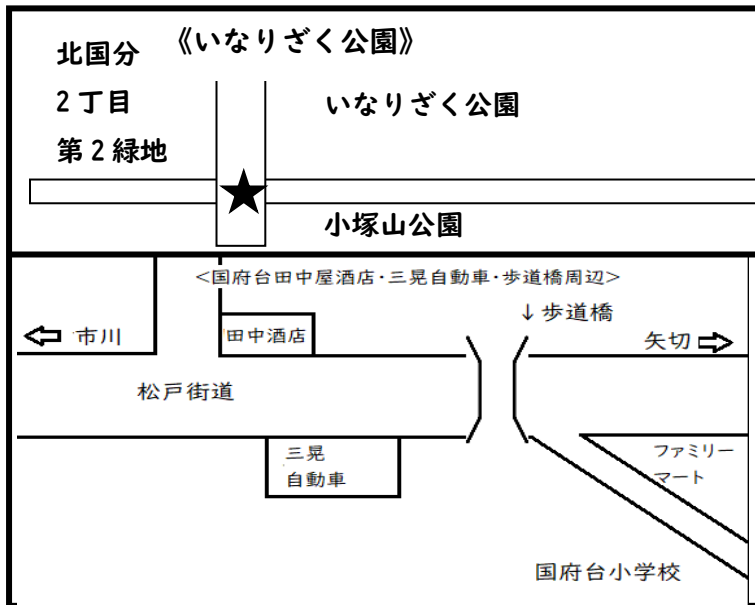 《いなりざく公園》
北国分
2丁目
第2緑地
いなりざく公園
★
小塚山公園
<国府台田中屋酒店・三晃自動車・歩道橋周辺>
↓歩道橋
⇦ 市川
田中酒店
矢切 ⇨
松戸街道
三晃
自動車
ファミリー
マート
国府台小学校